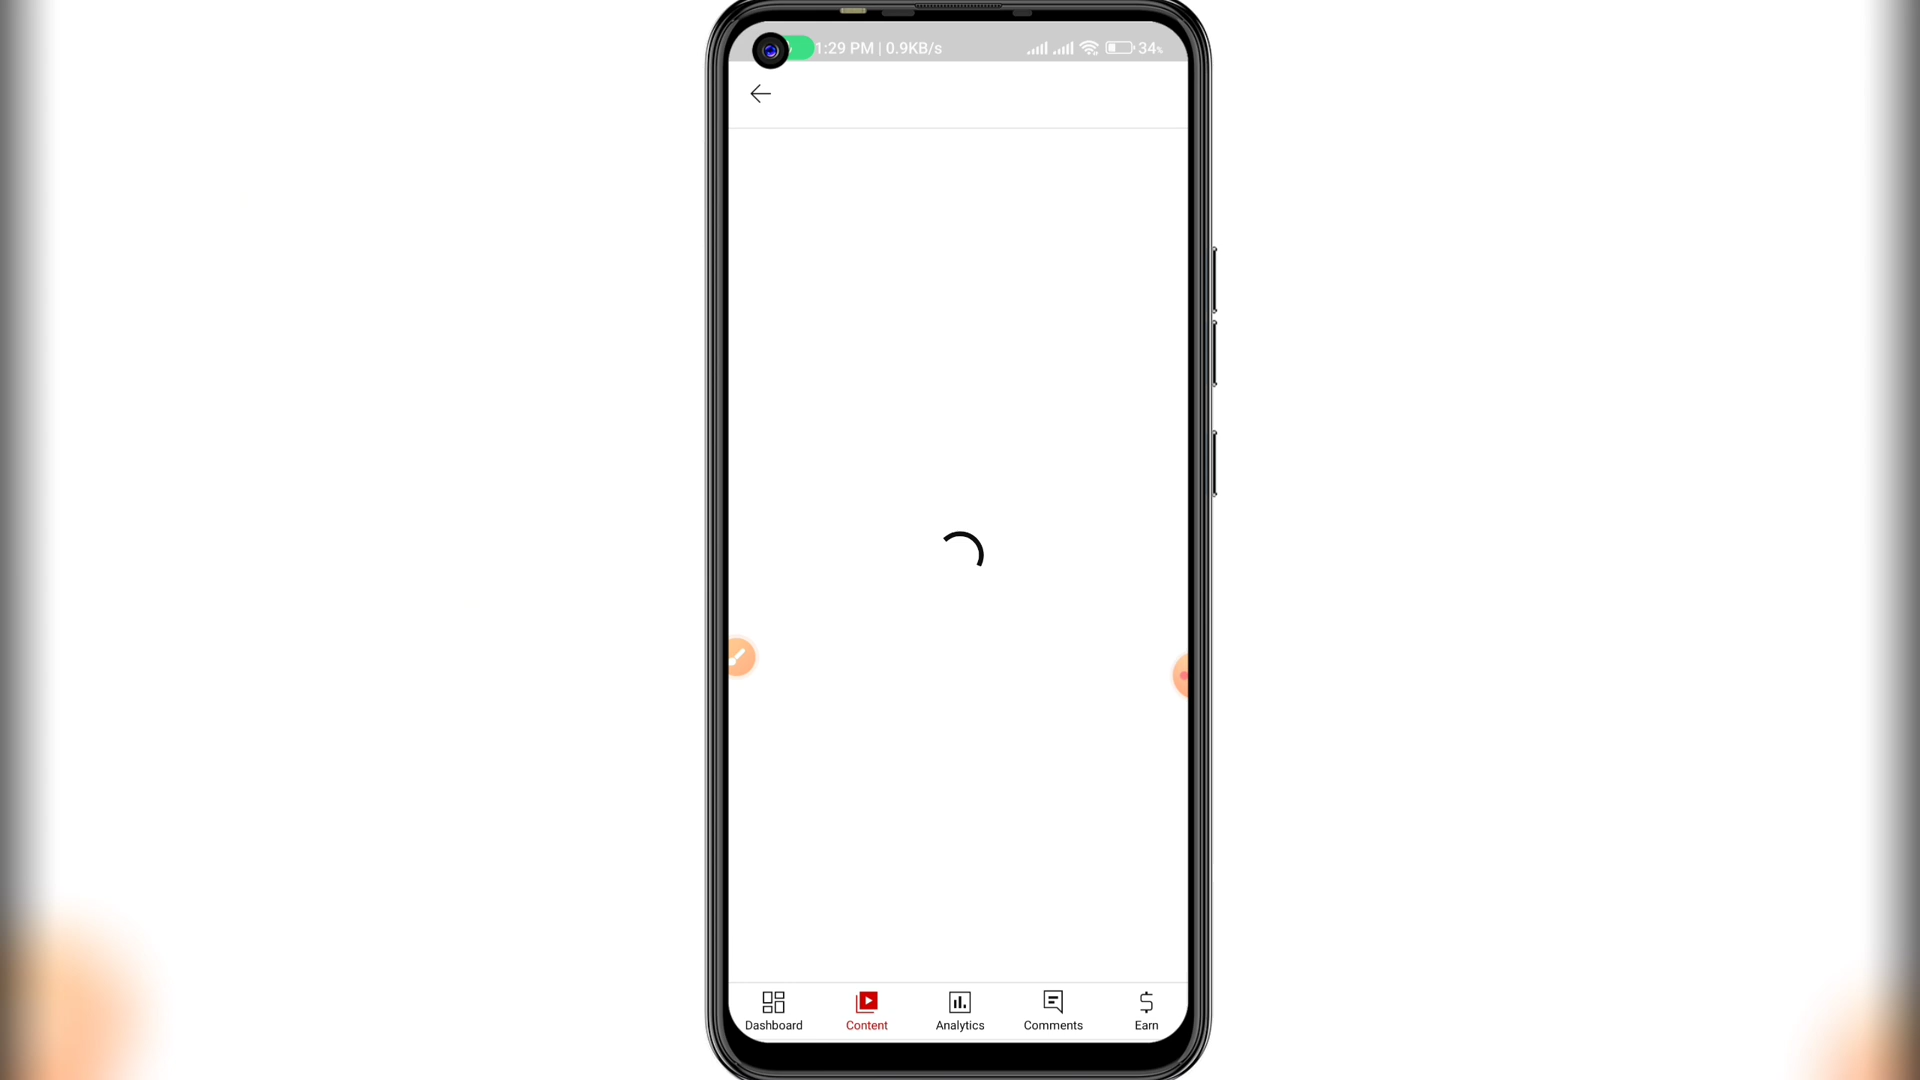 1:29 PM | 0.9KB/s 34%
Dashboard Content Analytics Comments Earn